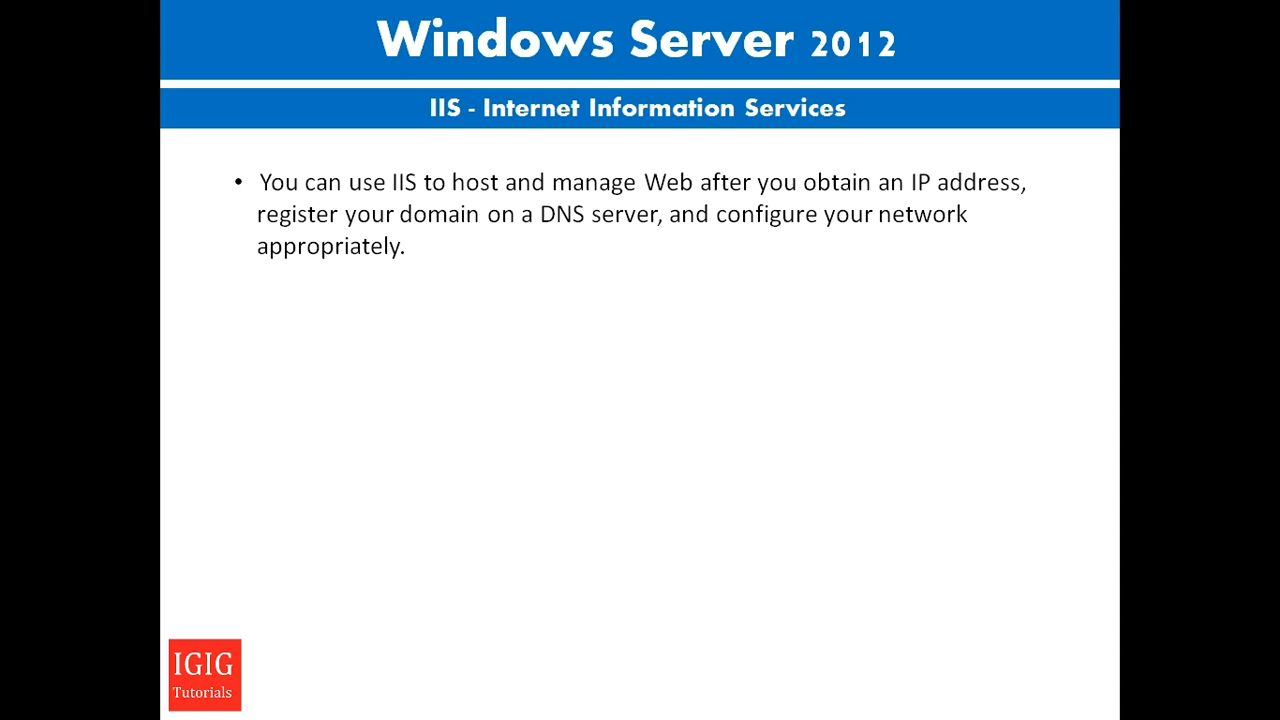 Windows Server 2012
IIS - Internet Information Services
• You can use IIS to host and manage Web after you obtain an IP address,
register your domain on a DNS server, and configure your network
appropriately.
IGIG
Tutorials